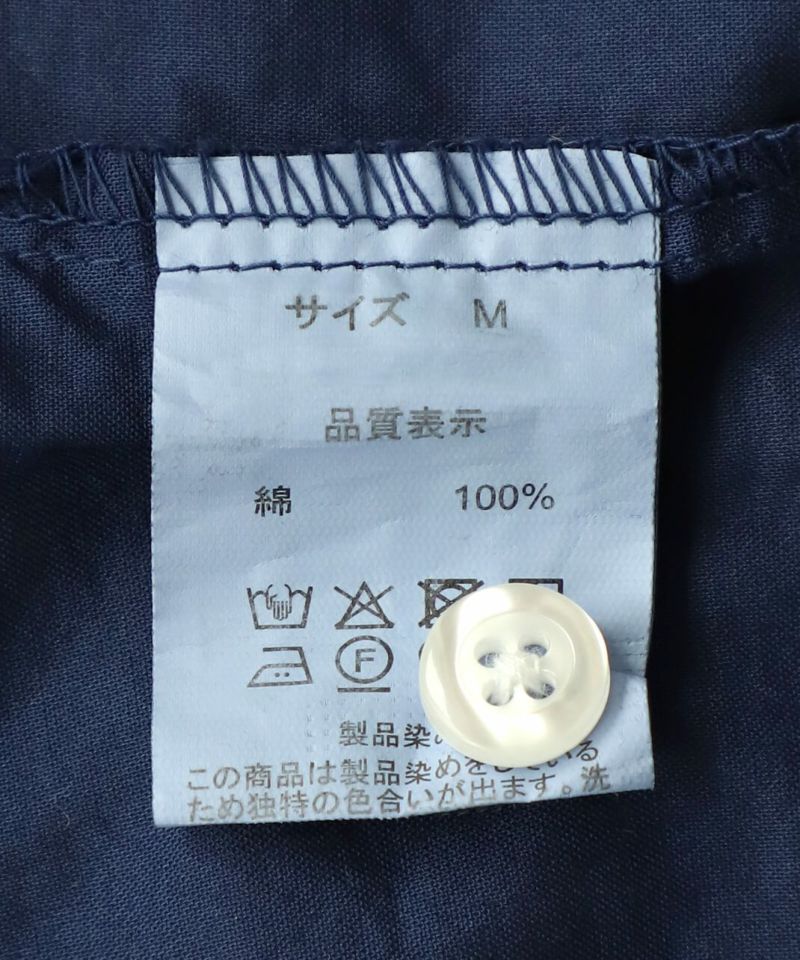 サイズ M
品質表示
綿 100%
F
製品染め
この商品は製品染めをしている
ため独特の色合いが出ます。洗